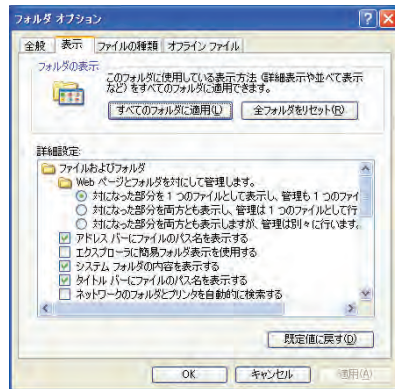 フォルダ オプション
全般 表示 ファイルの種類 オフライン ファイル
フォルダの表示
このフォルダに使用している表示方法 (詳細表示や並べて表示
など) をすべてのフォルダに適用できます。
すべてのフォルダに適用(L) 全フォルダをリセット(R)
詳細設定:
ファイルおよびフォルダ
Web ページとフォルダを対にして管理します。
対になった部分を 1 つのファイルとして表示し、管理も 1 つのファイ
対になった部分を両方とも表示し、管理は 1 つのファイルとして行
対になった部分を両方とも表示しますが、管理は別々に行います。
アドレス バーにファイルのパス名を表示する
エクスプローラに簡易フォルダ表示を使用する
システム フォルダの内容を表示する
タイトル バーにファイルのパス名を表示する
ネットワークのフォルダとプリンタを自動的に検索する
既定値に戻す(D)
OK キャンセル 適用(A)